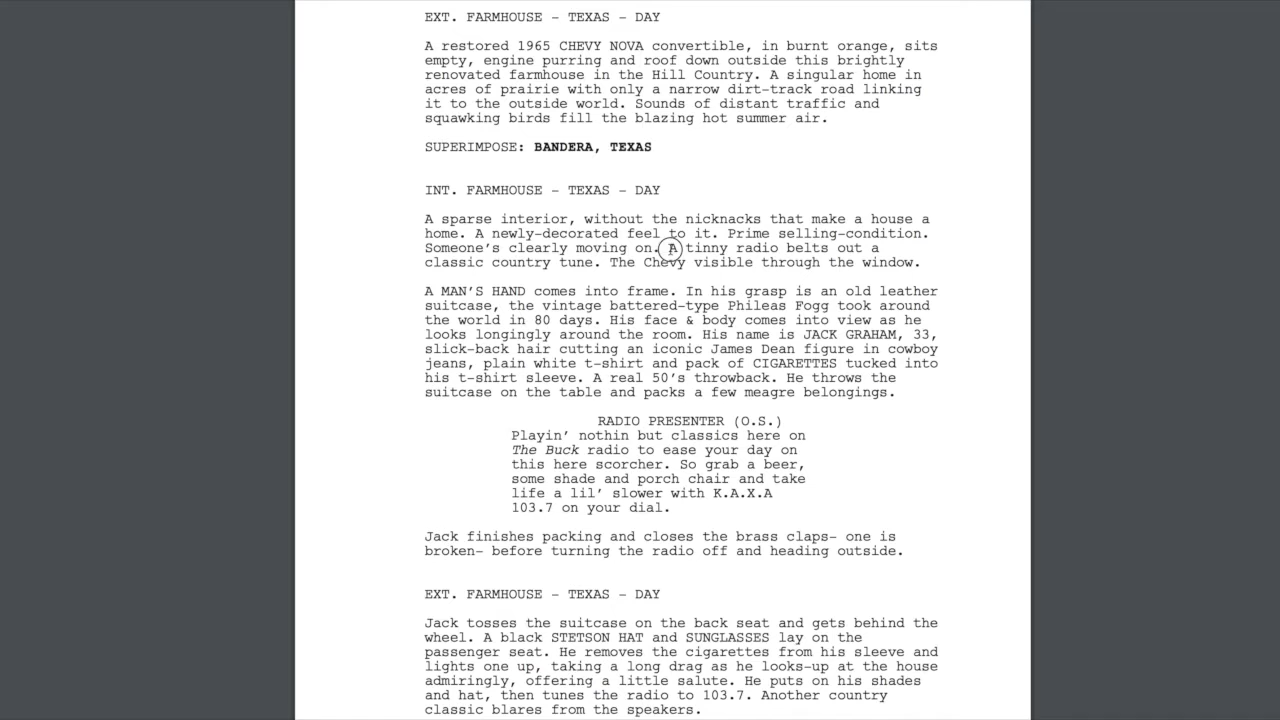 EXT. FARMHOUSE – TEXAS – DAY
A restored 1965 CHEVY NOVA convertible, in burnt orange, sits
empty, engine purring and roof down outside this brightly
renovated farmhouse in the Hill Country. A singular home in
acres of prairie with only a narrow dirt-track road linking
it to the outside world. Sounds of distant traffic and
squawking birds fill the blazing hot summer air.
SUPERIMPOSE: BANDERA, TEXAS
INT. FARMHOUSE – TEXAS – DAY
A sparse interior, without the nicknacks that make a house a
home. A newly-decorated feel to it. Prime selling-condition.
Someone's clearly moving on. A tinny radio belts out a
classic country tune. The Chevy visible through the window.
A MAN'S HAND comes into frame. In his grasp is an old leather
suitcase, the vintage battered-type Phileas Fogg took around
the world in 80 days. His face & body comes into view as he
looks longingly around the room. His name is JACK GRAHAM, 33,
slick-back hair cutting an iconic James Dean figure in cowboy
jeans, plain white t-shirt and pack of CIGARETTES tucked into
his t-shirt sleeve. A real 50's throwback. He throws the
suitcase on the table and packs a few meagre belongings.
RADIO PRESENTER (O.S.)
Playin' nothin but classics here on
The Buck radio to ease your day on
this here scorcher. So grab a beer,
some shade and porch chair and take
life a lil' slower with K.A.X.A
103.7 on your dial.
Jack finishes packing and closes the brass claps- one is
broken- before turning the radio off and heading outside.
EXT. FARMHOUSE – TEXAS – DAY
Jack tosses the suitcase on the back seat and gets behind the
wheel. A black STETSON HAT and SUNGLASSES lay on the
passenger seat. He removes the cigarettes from his sleeve and
lights one up, taking a long drag as he looks-up at the house
admiringly, offering a little salute. He puts on his shades
and hat, then tunes the radio to 103.7. Another country
classic blares from the speakers.